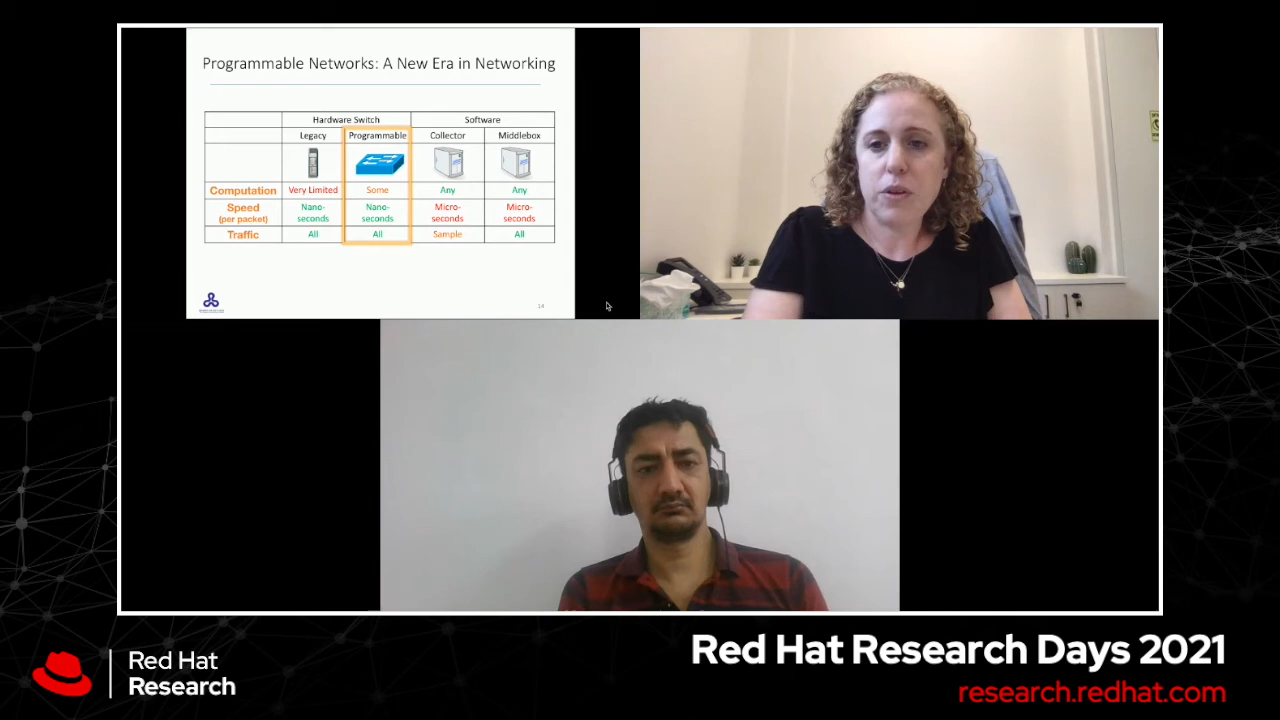 Programmable Networks: A New Era in Networking
Hardware Switch Software
Legacy Programmable Collector Middlebox
Computation Very Limited Some Any Any
Speed Nano- Nano- Micro- Micro-
(per packet) seconds seconds seconds seconds
Traffic All All Sample All
Red Hat
Research
Red Hat Research Days 2021
research.redhat.com